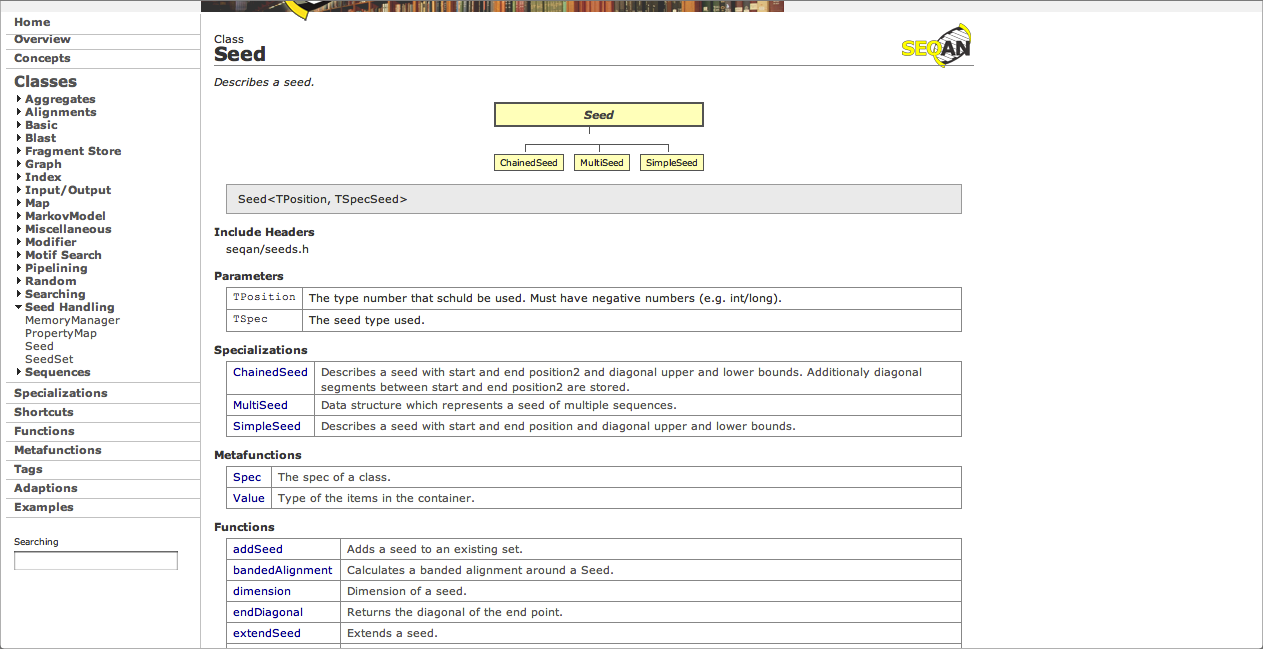 Home
Overview
Concepts
Classes
Aggregates
Alignments
Basic
Blast
Fragment Store
Graph
Index
Input/Output
Map
MarkovModel
Miscellaneous
Modifier
Motif Search
Pipelining
Random
Searching
Seed Handling
MemoryManager
PropertyMap
Seed
SeedSet
Sequences
Specializations
Shortcuts
Functions
Metafunctions
Tags
Adaptions
Examples
Searching
Class
Seed
SEQAN
Describes a seed.
Seed
ChainedSeed MultiSeed SimpleSeed
Seed<TPosition, TSpecSeed>
Include Headers
seqan/seeds.h
Parameters
TPosition The type number that schuld be used. Must have negative numbers (e.g. int/long).
TSpec The seed type used.
Specializations
ChainedSeed Describes a seed with start and end position2 and diagonal upper and lower bounds. Additionaly diagonal
segments between start and end position2 are stored.
MultiSeed Data structure which represents a seed of multiple sequences.
SimpleSeed Describes a seed with start and end position and diagonal upper and lower bounds.
Metafunctions
Spec The spec of a class.
Value Type of the items in the container.
Functions
addSeed Adds a seed to an existing set.
bandedAlignment Calculates a banded alignment around a Seed.
dimension Dimension of a seed.
endDiagonal Returns the diagonal of the end point.
extendSeed Extends a seed.